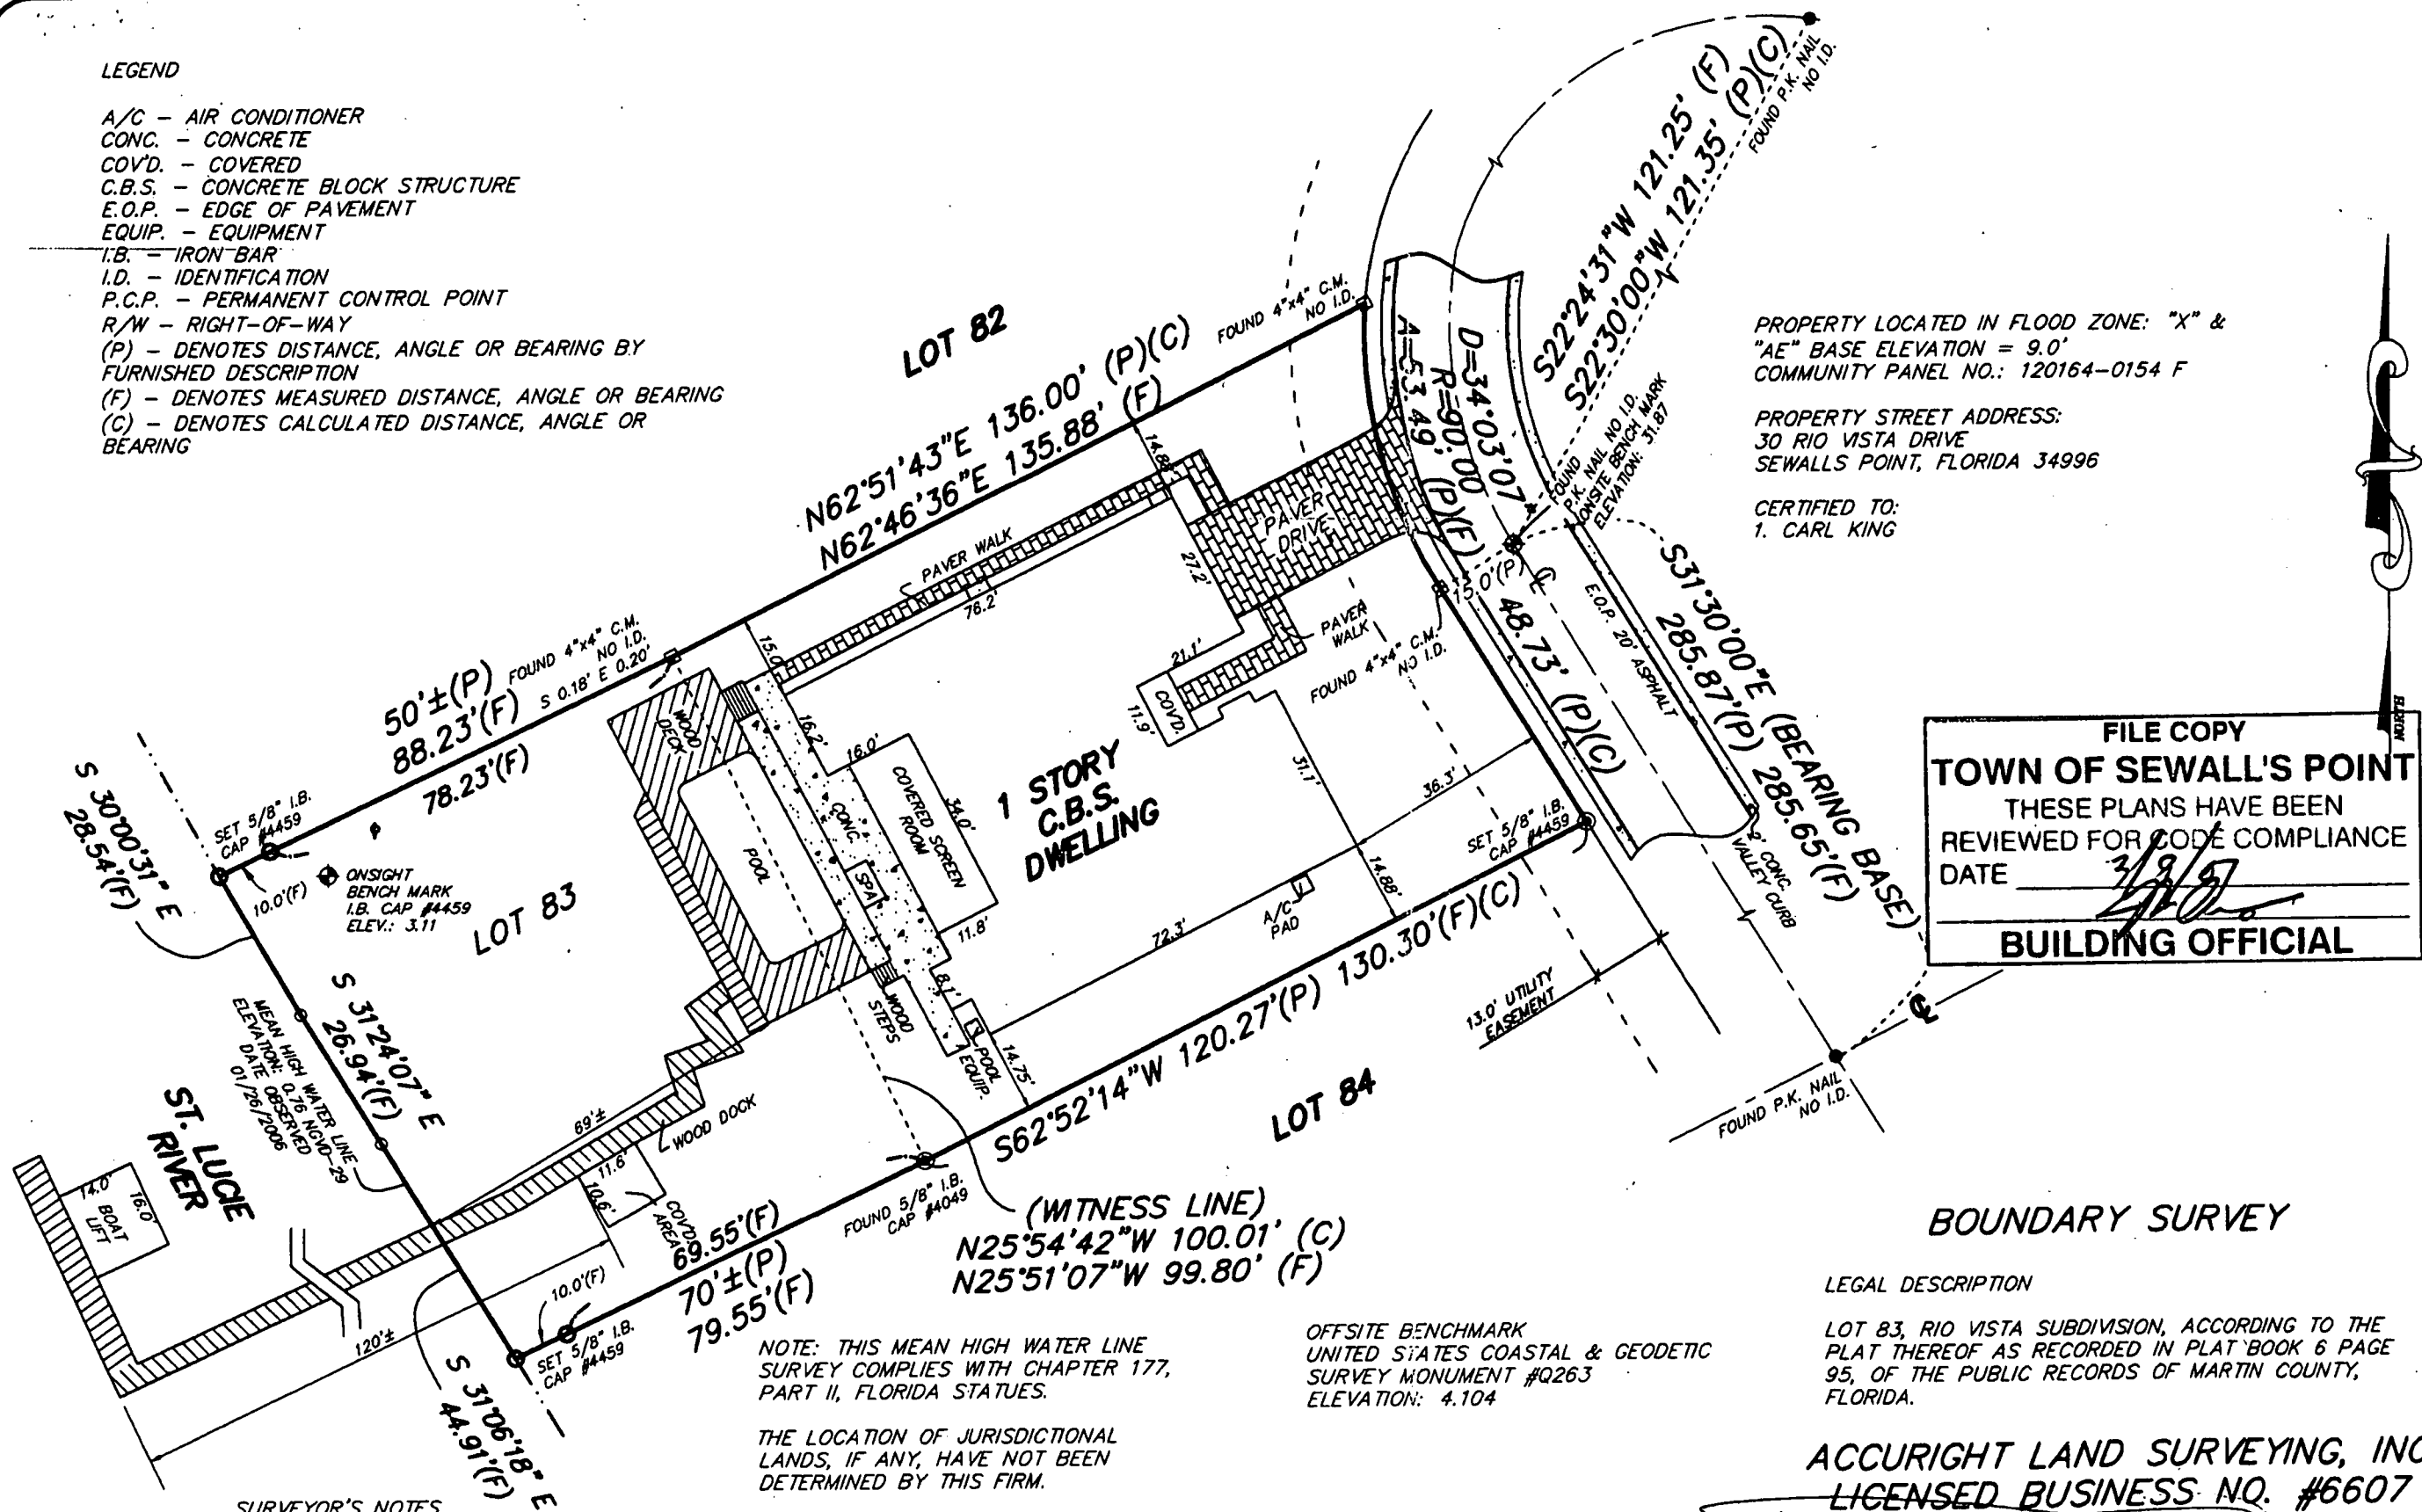 LEGEND
A/C - AIR CONDITIONER
CONC. - CONCRETE
COV'D. - COVERED
C.B.S. - CONCRETE BLOCK STRUCTURE
E.O.P. - EDGE OF PAVEMENT
EQUIP. - EQUIPMENT
I.B. - IRON BAR
I.D. - IDENTIFICATION
P.C.P. - PERMANENT CONTROL POINT
R/W - RIGHT-OF-WAY
(P) - DENOTES DISTANCE, ANGLE OR BEARING BY
FURNISHED DESCRIPTION
(F) - DENOTES MEASURED DISTANCE, ANGLE OR BEARING
(C) - DENOTES CALCULATED DISTANCE, ANGLE OR
BEARING
LOT 82
N62°51'43"E 136.00' (P)(C)
N62°46'36"E 135.88' (F)
FOUND 4"x4" C.M.
NO I.D.
S22°24'31"W 121.25' (F)
S22°30'00"W 121.35' (P)(C)
FOUND P.K. NAIL
NO I.D.
D=34°03'07
R=90.00
A=53.49' (P)(F)
FOUND
P.K. NAIL NO I.D.
ONSITE BENCH MARK
ELEVATION: 31.87
PROPERTY LOCATED IN FLOOD ZONE: "X" &
"AE" BASE ELEVATION = 9.0'
COMMUNITY PANEL NO.: 120164-0154 F
PROPERTY STREET ADDRESS:
30 RIO VISTA DRIVE
SEWALLS POINT, FLORIDA 34996
CERTIFIED TO:
1. CARL KING
NORTH
FILE COPY
TOWN OF SEWALL'S POINT
THESE PLANS HAVE BEEN
REVIEWED FOR CODE COMPLIANCE
DATE
BUILDING OFFICIAL
PAVER
DRIVE
PAVER WALK
76.2'
27.2'
15.0'(P)
48.73' (P)(C)
E.O.P. 20' ASPHALT
S31°30'00"E (BEARING BASE)
285.87'(P) 285.65'(F)
2' CONC.
VALLEY CURB
PAVER
WALK
FOUND 4"x4" C.M.
NO I.D.
21.1'
COV'D.
11.9'
31.1'
36.3'
50'±(P)
88.23'(F)
78.23'(F)
FOUND 4"x4" C.M.
NO I.D.
S 0.18' E 0.20'
WOOD
DECK
16.2'
16.0'
COVERED SCREEN
ROOM
34.0'
CONC.
SPA
POOL
11.8'
8.1'
1 STORY
C.B.S.
DWELLING
S 30°00'31" E
28.54'(F)
SET 5/8" I.B.
CAP #4459
10.0'(F)
ONSIGHT
BENCH MARK
I.B. CAP #4459
ELEV.: 3.11
LOT 83
SET 5/8" I.B.
CAP #4459
14.88'
A/C
PAD
72.3'
WOOD
STEPS
POOL
EQUIP.
14.75'
S62°52'14"W 120.27'(P) 130.30'(F)(C)
13.0' UTILITY
EASEMENT
LOT 84
FOUND P.K. NAIL
NO I.D.
MEAN HIGH WATER LINE
ELEVATION: 0.76 NGVD-29
DATE OBSERVED
01/26/2006
S 31°24'07" E
26.94'(F)
ST. LUCIE
RIVER
69'±
WOOD DOCK
11.6'
10.6'
COV'D.
AREA
14.0'
16.0'
BOAT
LIFT
120'±
FOUND 5/8" I.B.
CAP #4049
69.55'(F)
70'±(P)
79.55'(F)
10.0'(F)
SET 5/8" I.B.
CAP #4459
S 31°06'18" E
44.91'(F)
(WITNESS LINE)
N25°54'42"W 100.01' (C)
N25°51'07"W 99.80' (F)
NOTE: THIS MEAN HIGH WATER LINE
SURVEY COMPLIES WITH CHAPTER 177,
PART II, FLORIDA STATUES.
THE LOCATION OF JURISDICTIONAL
LANDS, IF ANY, HAVE NOT BEEN
DETERMINED BY THIS FIRM.
OFFSITE BENCHMARK
UNITED STATES COASTAL & GEODETIC
SURVEY MONUMENT #Q263
ELEVATION: 4.104
BOUNDARY SURVEY
LEGAL DESCRIPTION
LOT 83, RIO VISTA SUBDIVISION, ACCORDING TO THE
PLAT THEREOF AS RECORDED IN PLAT BOOK 6 PAGE
95, OF THE PUBLIC RECORDS OF MARTIN COUNTY,
FLORIDA.
ACCURIGHT LAND SURVEYING, INC
LICENSED BUSINESS NO. #6607
SURVEYOR'S NOTES